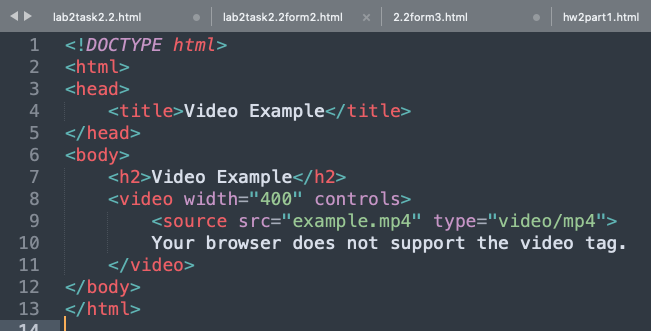 lab2task2.2.html lab2task2.2form2.html × 2.2form3.html hw2part1.html
1 <!DOCTYPE html>
2 <html>
3 <head>
4     <title>Video Example</title>
5 </head>
6 <body>
7     <h2>Video Example</h2>
8     <video width="400" controls>
9         <source src="example.mp4" type="video/mp4">
10         Your browser does not support the video tag.
11     </video>
12 </body>
13 </html>
14